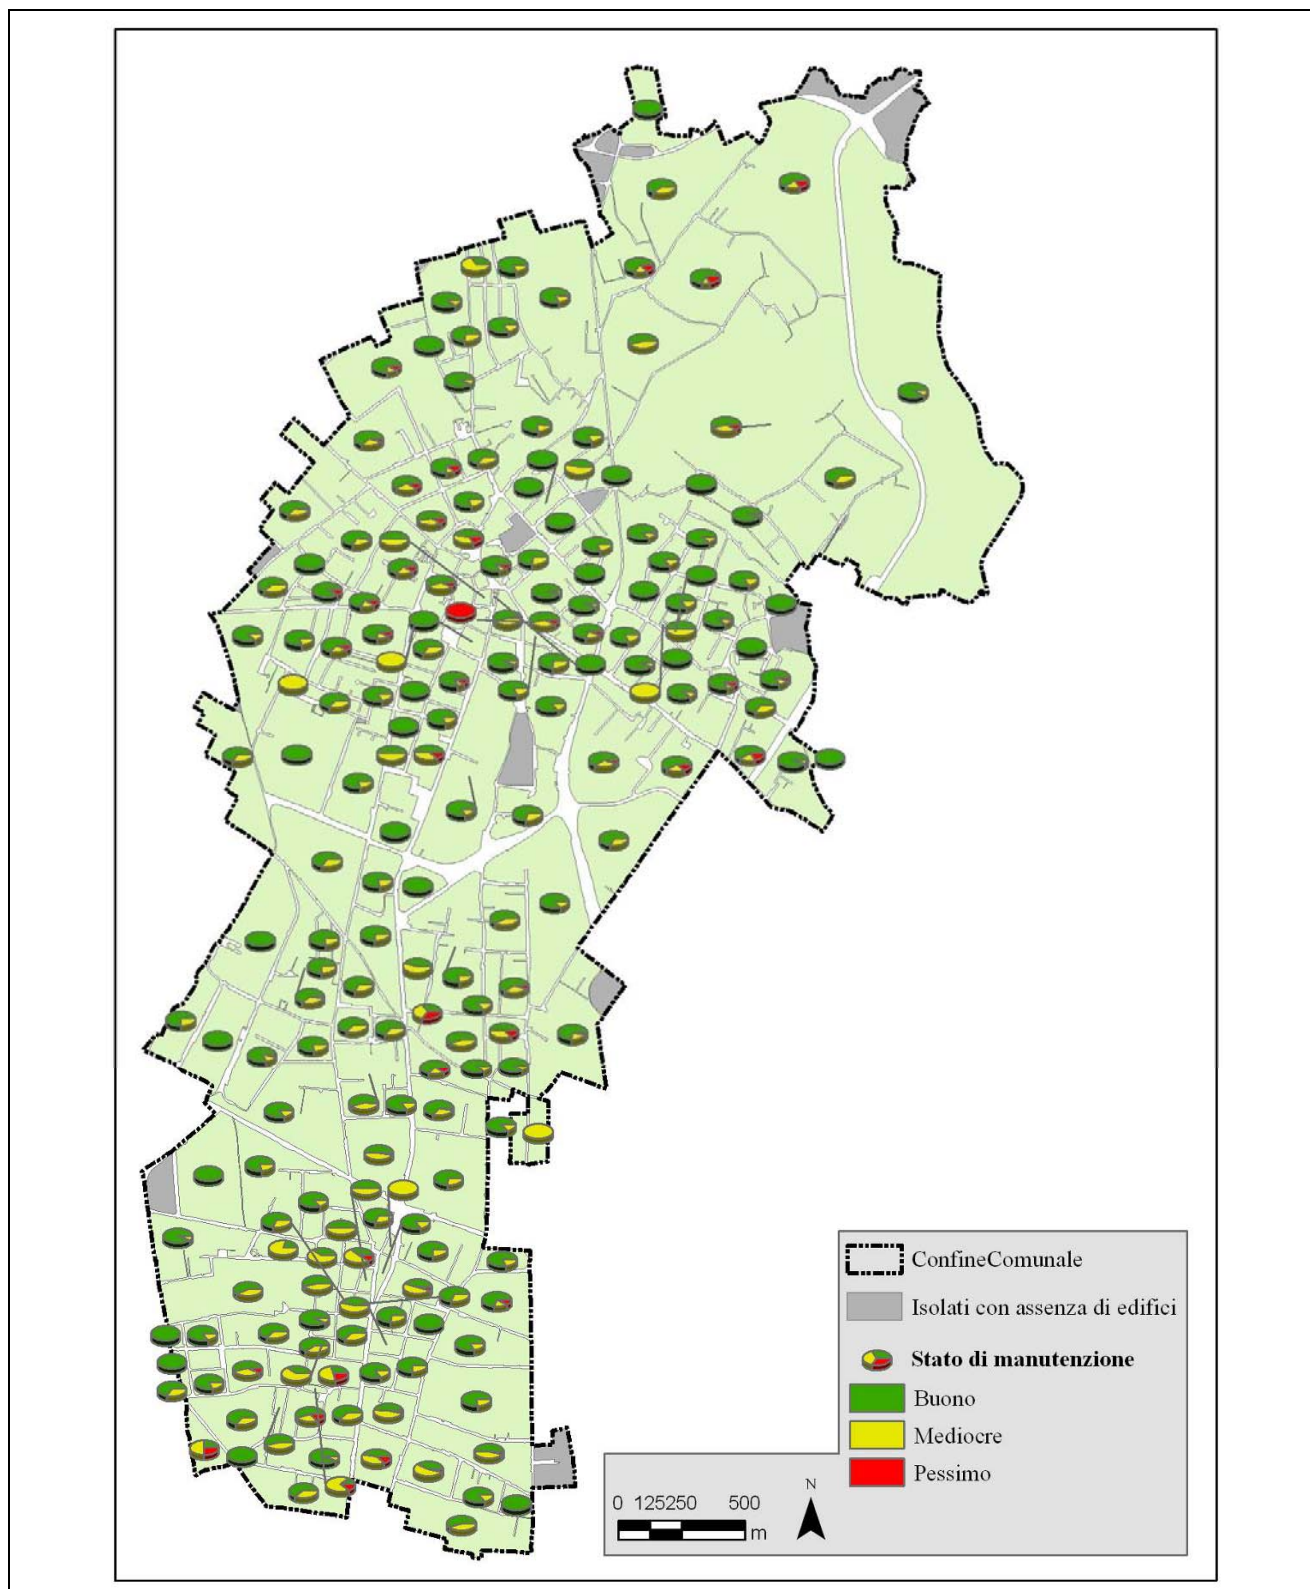 ConfineComunale
Isolati con assenza di edifici
Stato di manutenzione
Buono
Mediocre
Pessimo
0 125250 500
m
N